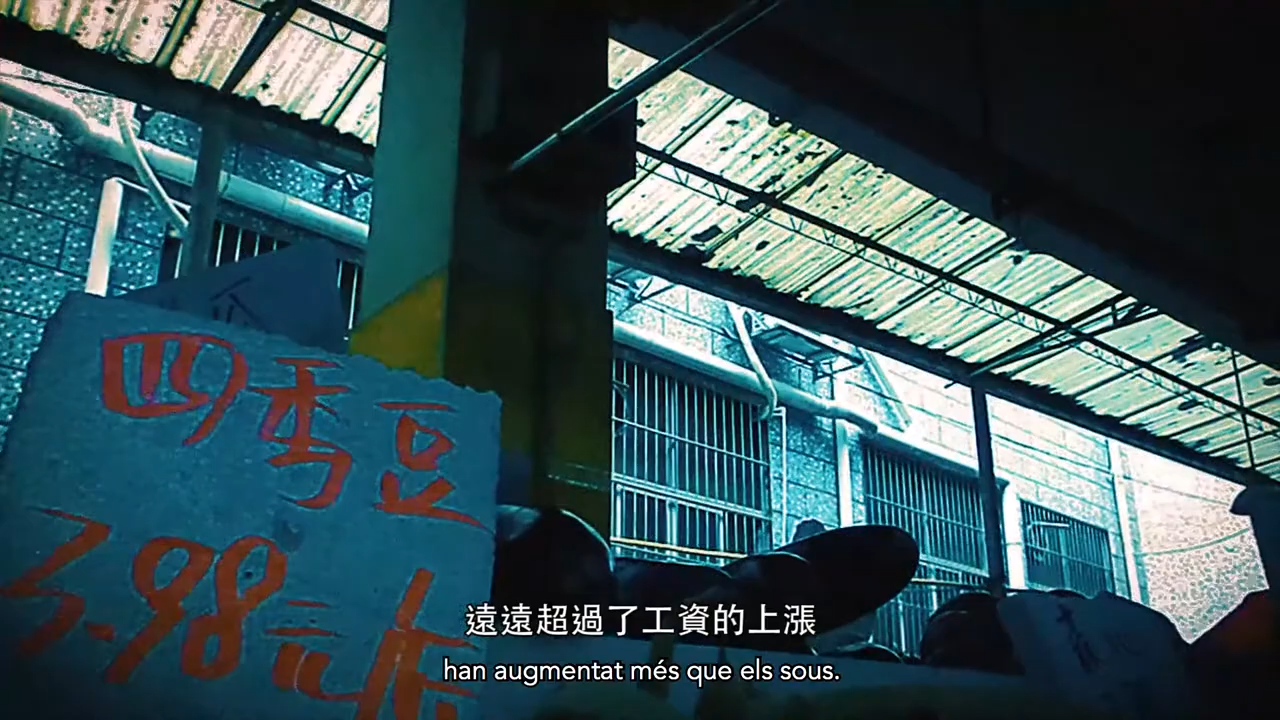 四季豆
3.98元/斤
遠遠超過了工資的上漲
han augmentat més que els sous.